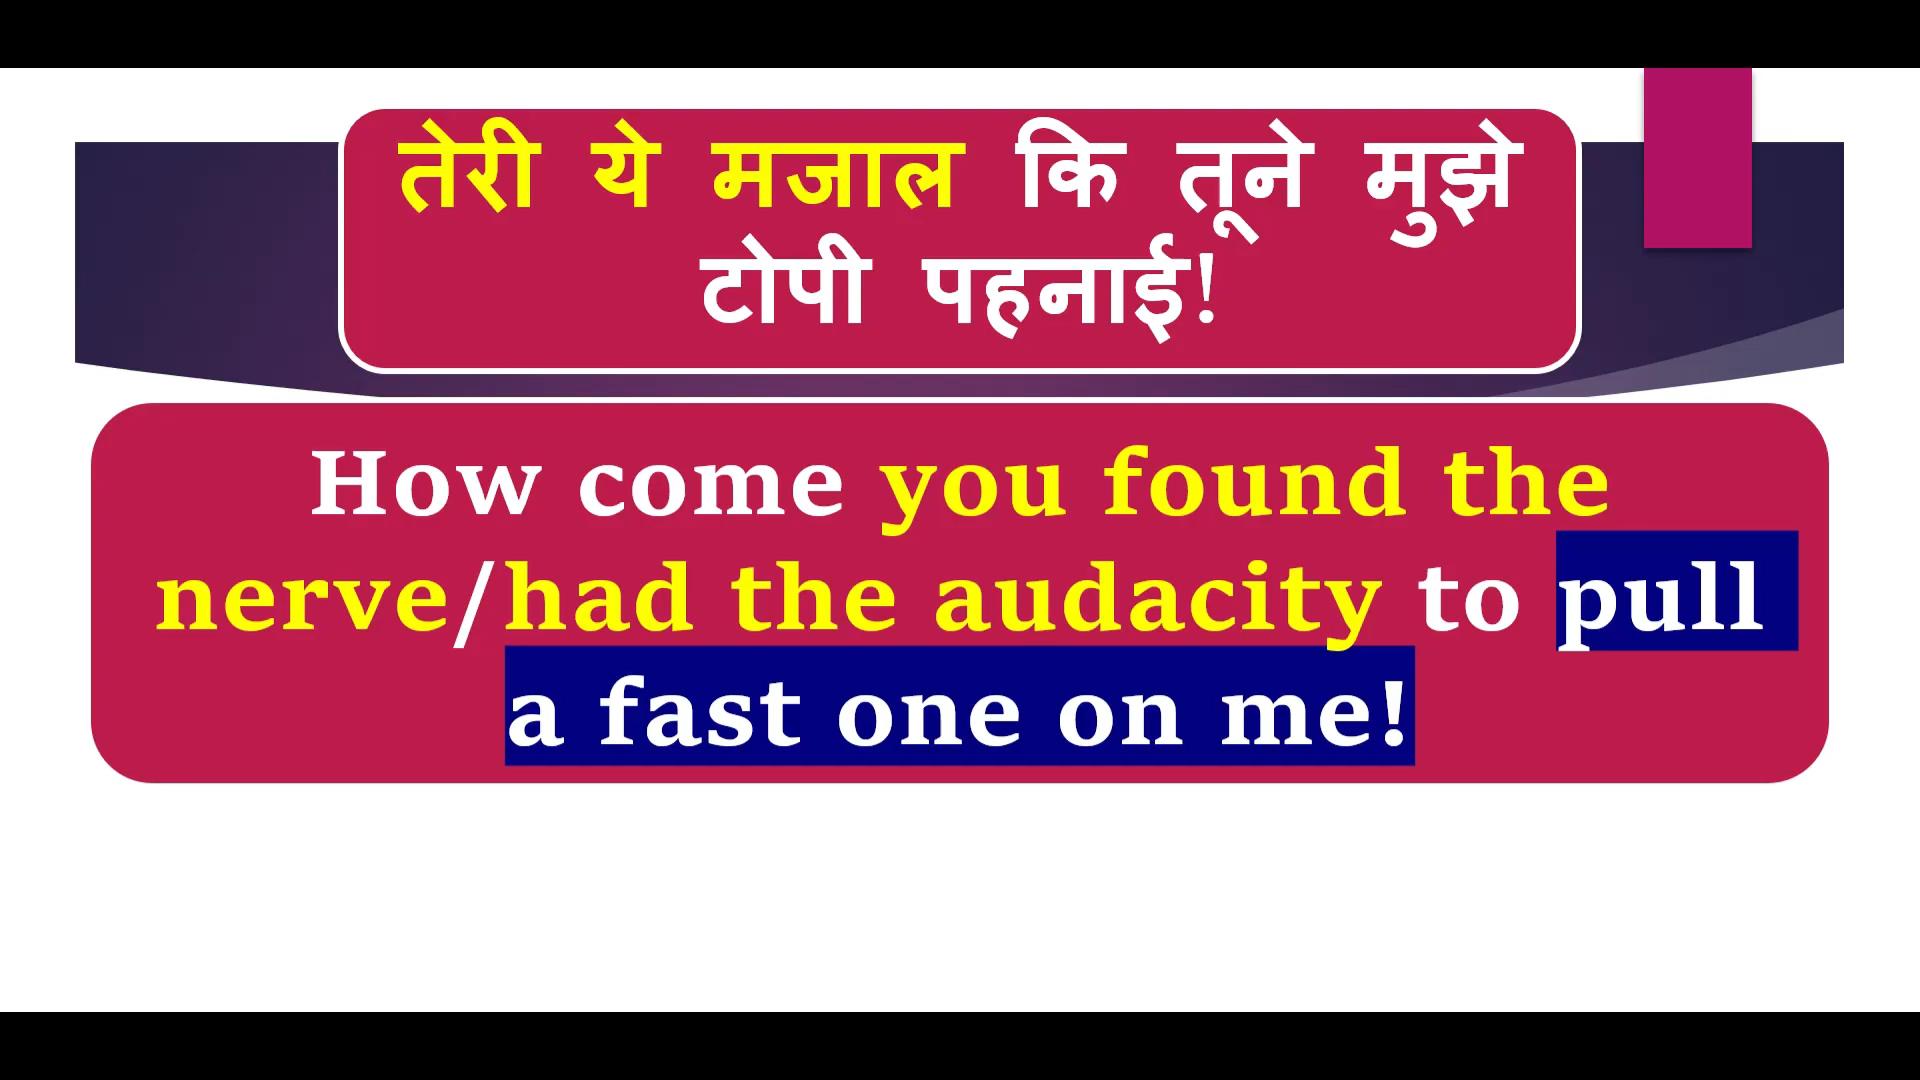 तेरी ये मजाल कि तूने मुझे
टोपी पहनाई!
How come you found the
nerve/had the audacity to pull
a fast one on me!